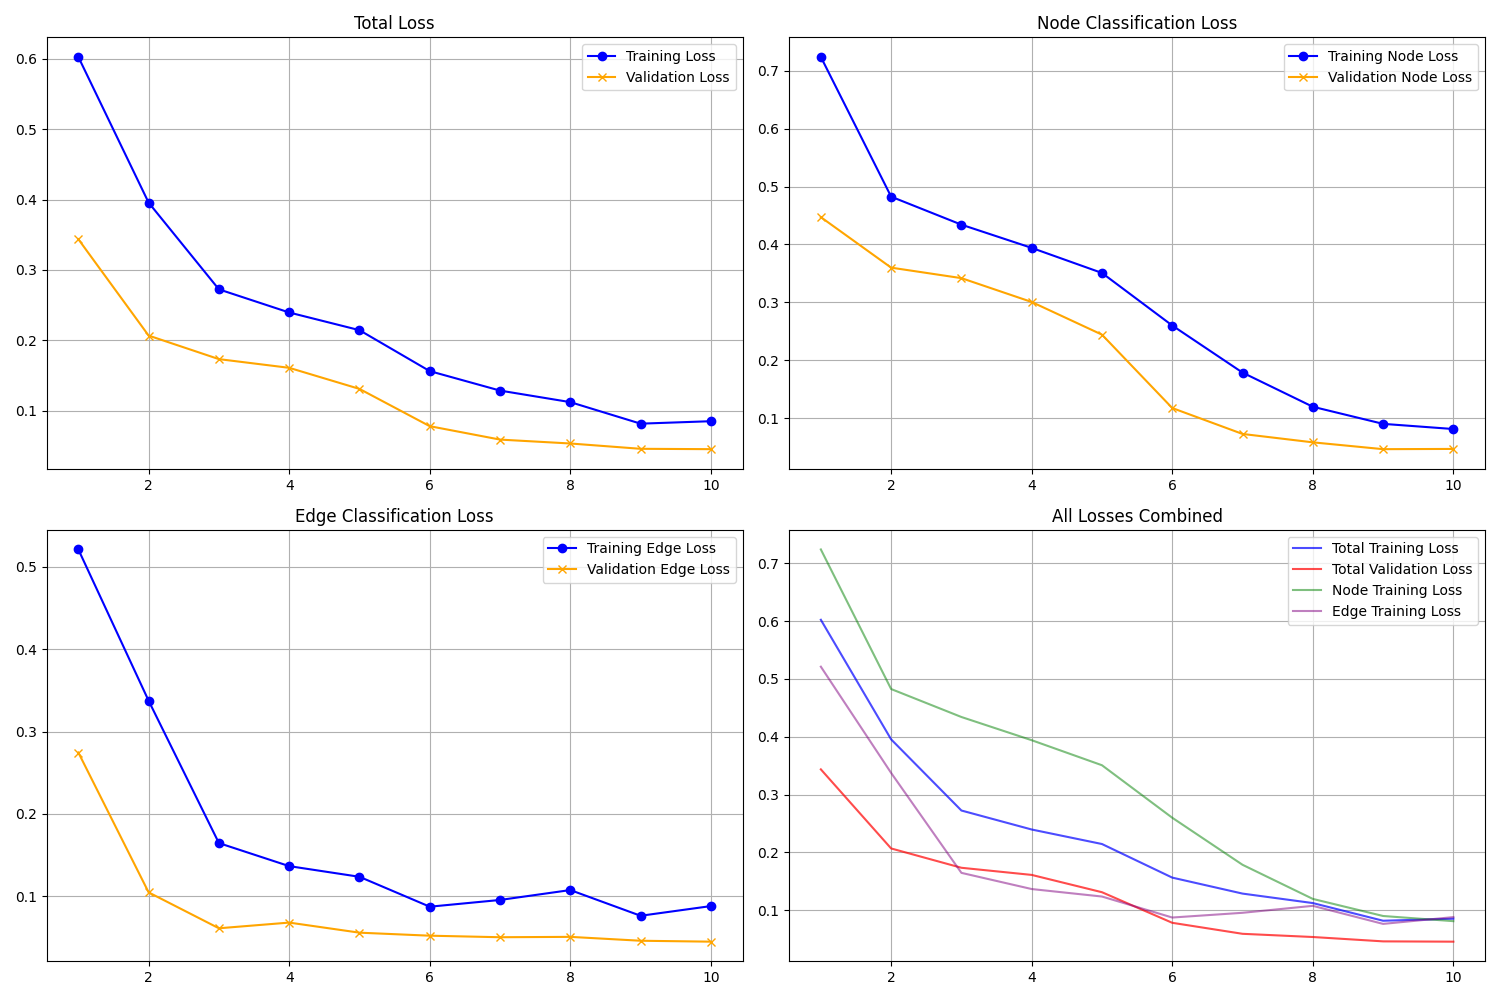 Total Loss
0.6
0.5
0.4
0.3
0.2
0.1
2 4 6 8 10
Training Loss
Validation Loss
Node Classification Loss
0.7
0.6
0.5
0.4
0.3
0.2
0.1
2 4 6 8 10
Training Node Loss
Validation Node Loss
Edge Classification Loss
0.5
0.4
0.3
0.2
0.1
2 4 6 8 10
Training Edge Loss
Validation Edge Loss
All Losses Combined
0.7
0.6
0.5
0.4
0.3
0.2
0.1
2 4 6 8 10
Total Training Loss
Total Validation Loss
Node Training Loss
Edge Training Loss